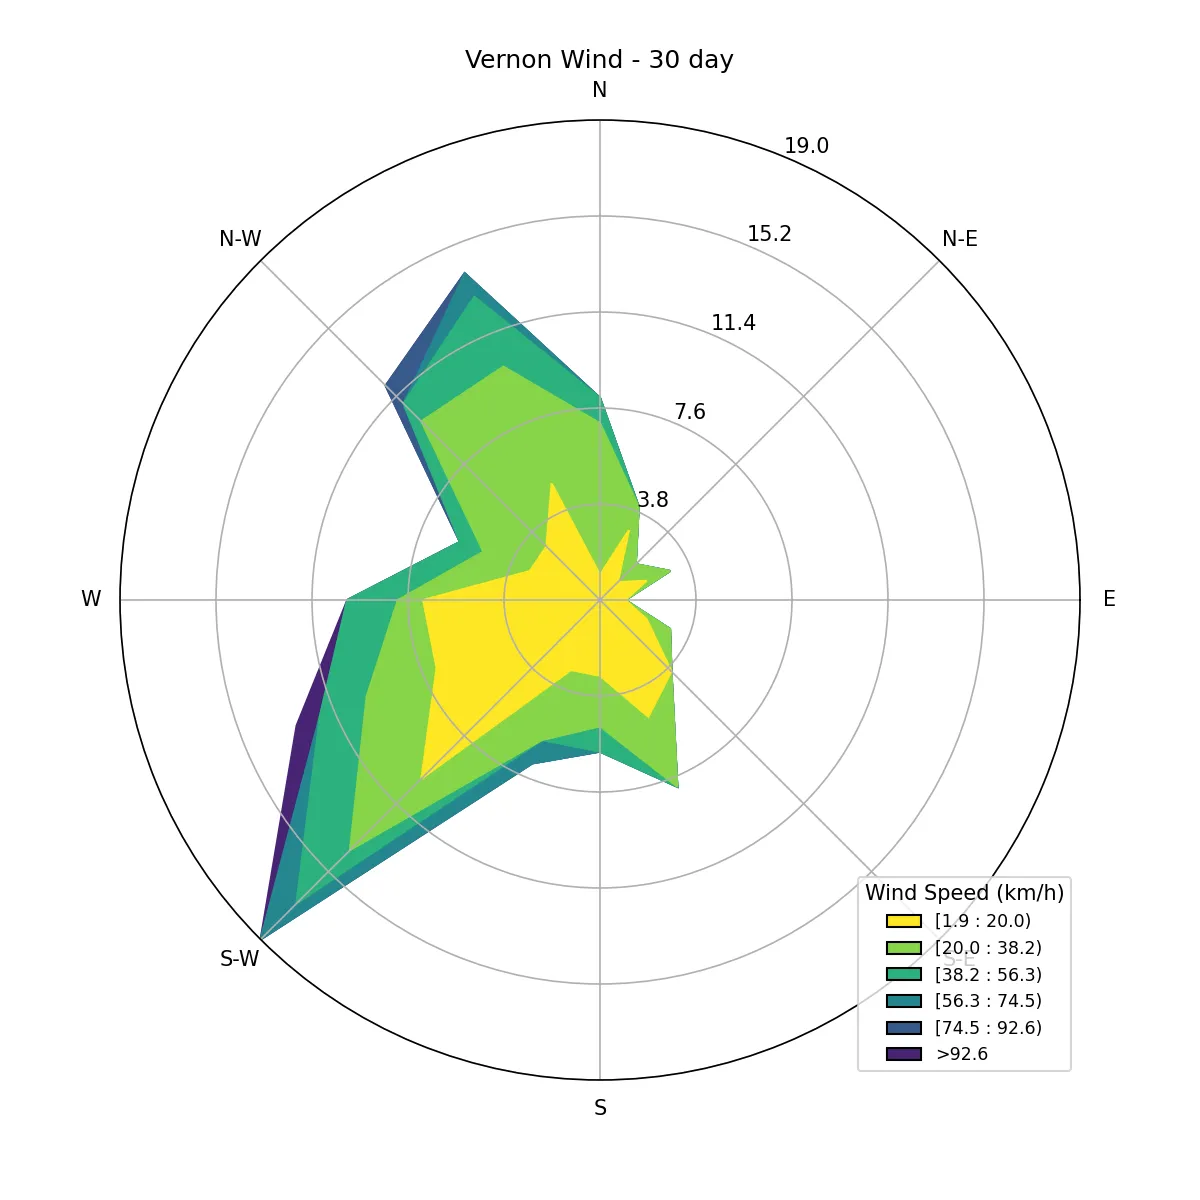 Vernon Wind - 30 day
N
19.0
15.2
N-W
N-E
11.4
7.6
3.8
W
E
S-W
S-E
Wind Speed (km/h)
[1.9 : 20.0)
[20.0 : 38.2)
[38.2 : 56.3)
[56.3 : 74.5)
[74.5 : 92.6)
>92.6
S